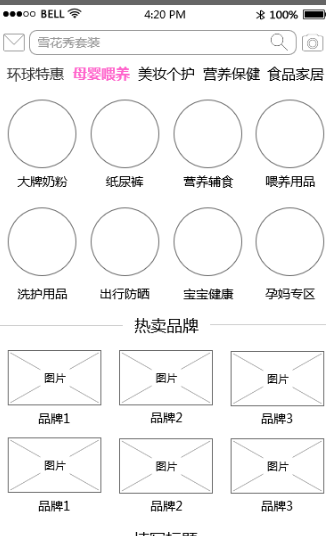 ●●●○○ BELL 4:20 PM 100%
雪花秀套装
环球特惠 母婴喂养 美妆个护 营养保健 食品家居
大牌奶粉 纸尿裤 营养辅食 喂养用品
洗护用品 出行防晒 宝宝健康 孕妈专区
热卖品牌
图片 图片 图片
品牌1 品牌2 品牌3
图片 图片 图片
品牌1 品牌2 品牌3